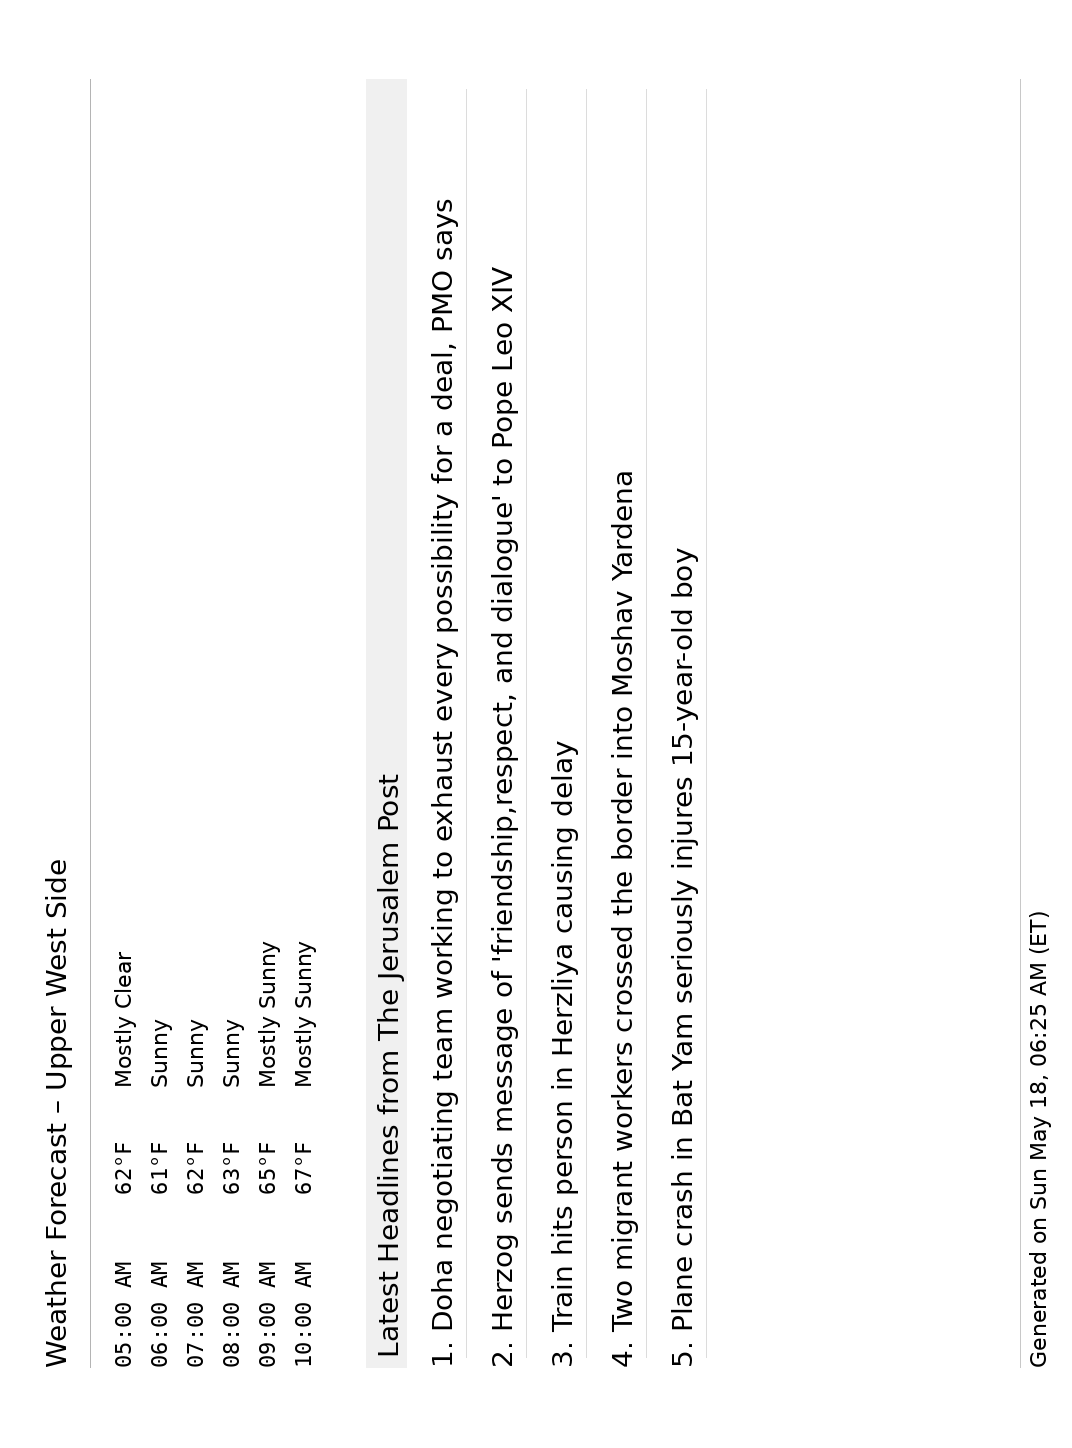 Weather Forecast – Upper West Side
05:00 AM 62°F Mostly Clear
06:00 AM 61°F Sunny
07:00 AM 62°F Sunny
08:00 AM 63°F Sunny
09:00 AM 65°F Mostly Sunny
10:00 AM 67°F Mostly Sunny
Latest Headlines from The Jerusalem Post
1. Doha negotiating team working to exhaust every possibility for a deal, PMO says
2. Herzog sends message of 'friendship,respect, and dialogue' to Pope Leo XIV
3. Train hits person in Herzliya causing delay
4. Two migrant workers crossed the border into Moshav Yardena
5. Plane crash in Bat Yam seriously injures 15-year-old boy
Generated on Sun May 18, 06:25 AM (ET)